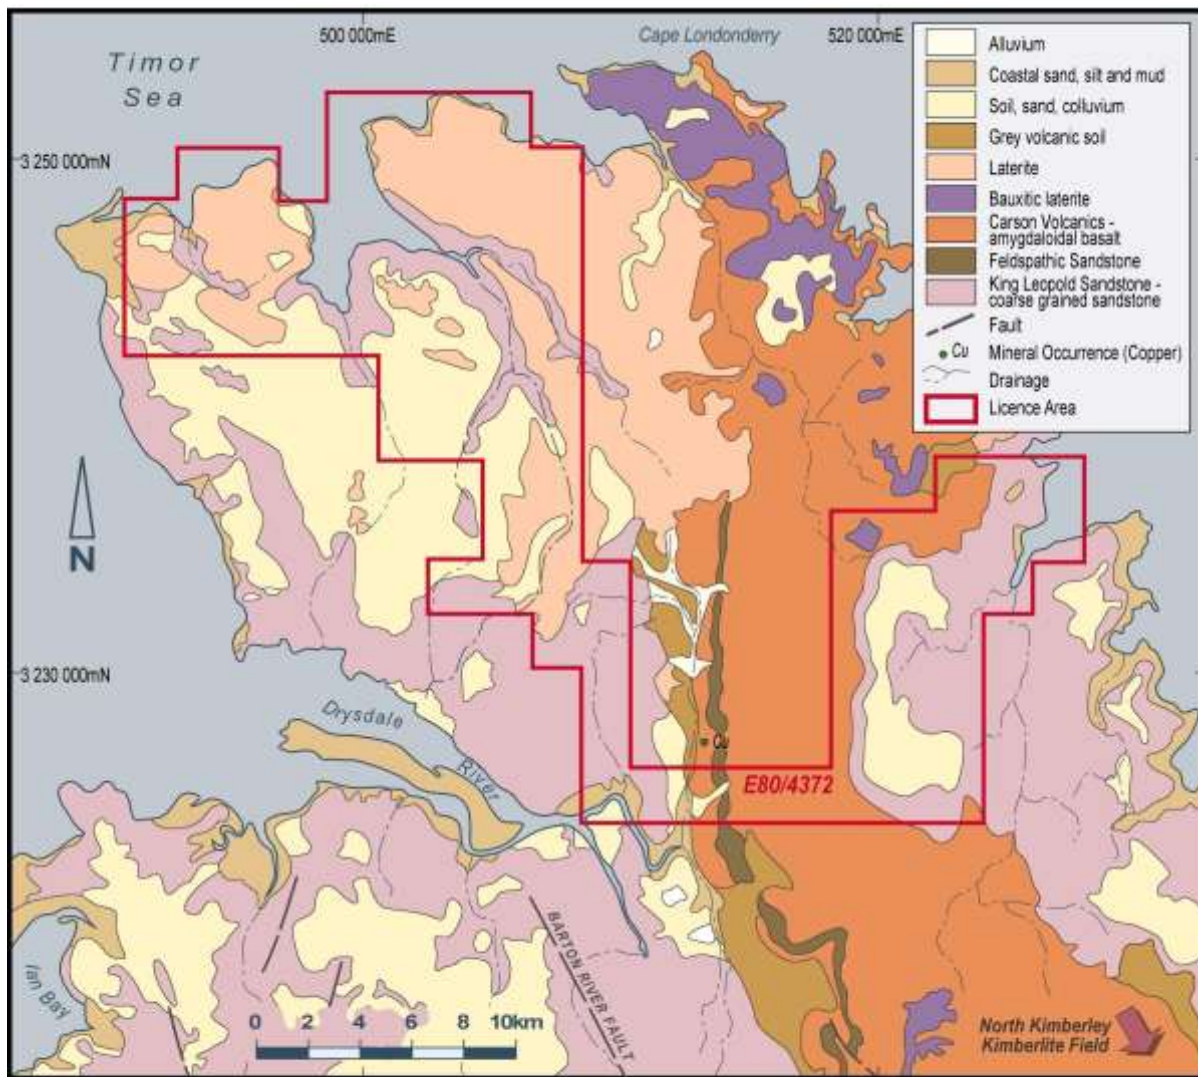 500 000mE
Cape Londonderry
520 000mE
Timor
Sea
3 250 000mN
Alluvium
Coastal sand, silt and mud
Soil, sand, colluvium
Grey volcanic soil
Laterite
Bauxitic laterite
Carson Volcanics -
amygdaloidal basalt
Feldspathic Sandstone
King Leopold Sandstone -
coarse grained sandstone
Fault
Cu Mineral Occurrence (Copper)
Drainage
Licence Area
N
3 230 000mN
Drysdale
River
Cu
E80/4372
BARTON RIVER FAULT
Ian Bay
0 2 4 6 8 10km
North Kimberley
Kimberlite Field